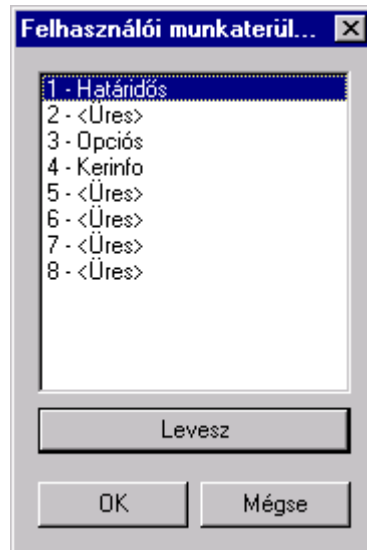 Felhasználói munkaterül...
1 - Határidős
2 - <Üres>
3 - Opciós
4 - Kerinfo
5 - <Üres>
6 - <Üres>
7 - <Üres>
8 - <Üres>
Levesz
OK Mégse